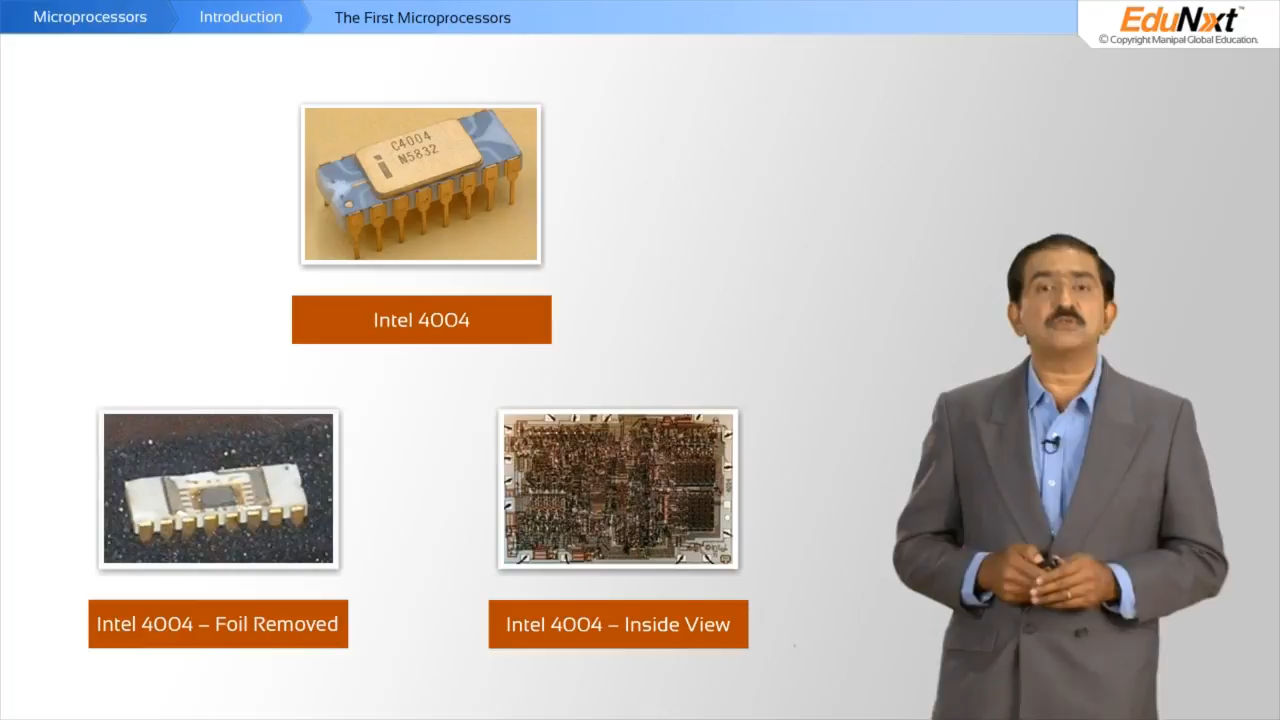 Microprocessors
Introduction
The First Microprocessors
EduNxt™
© Copyright Manipal Global Education.
C4004
N5832
Intel 4004
Intel 4004 – Foil Removed
Intel 4004 – Inside View